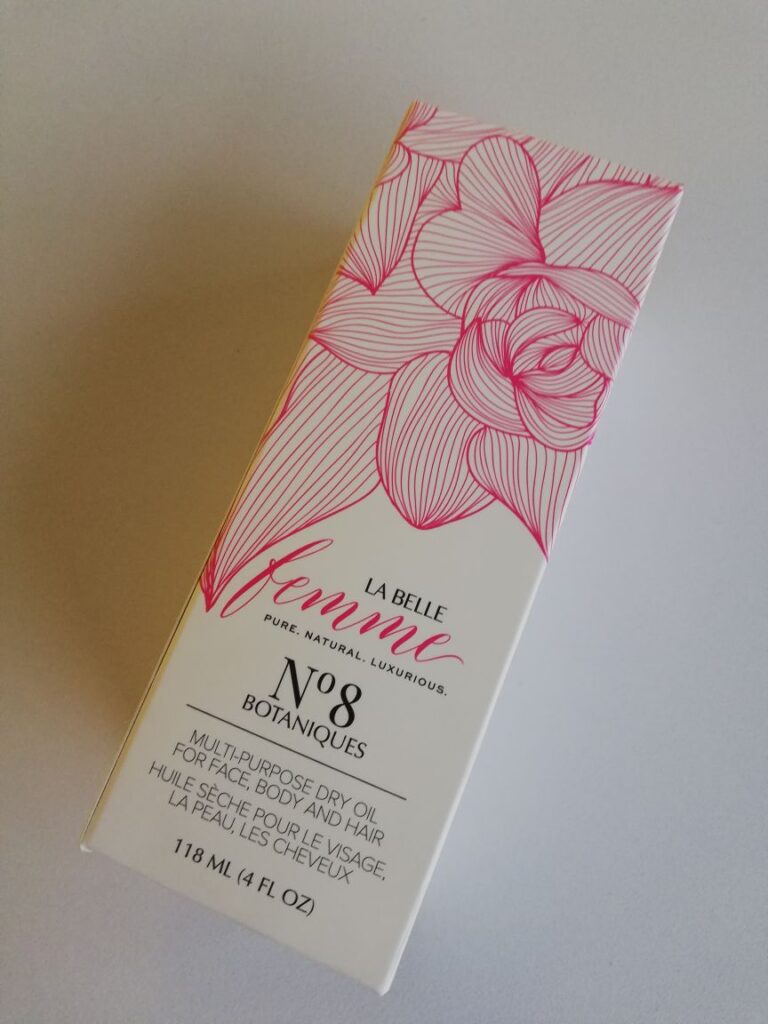 LA BELLE
femme
PURE. NATURAL. LUXURIOUS.
Nº8
BOTANIQUES
MULTI-PURPOSE DRY OIL
FOR FACE, BODY AND HAIR
HUILE SÈCHE POUR LE VISAGE,
LA PEAU, LES CHEVEUX
118 ML (4 FL OZ)